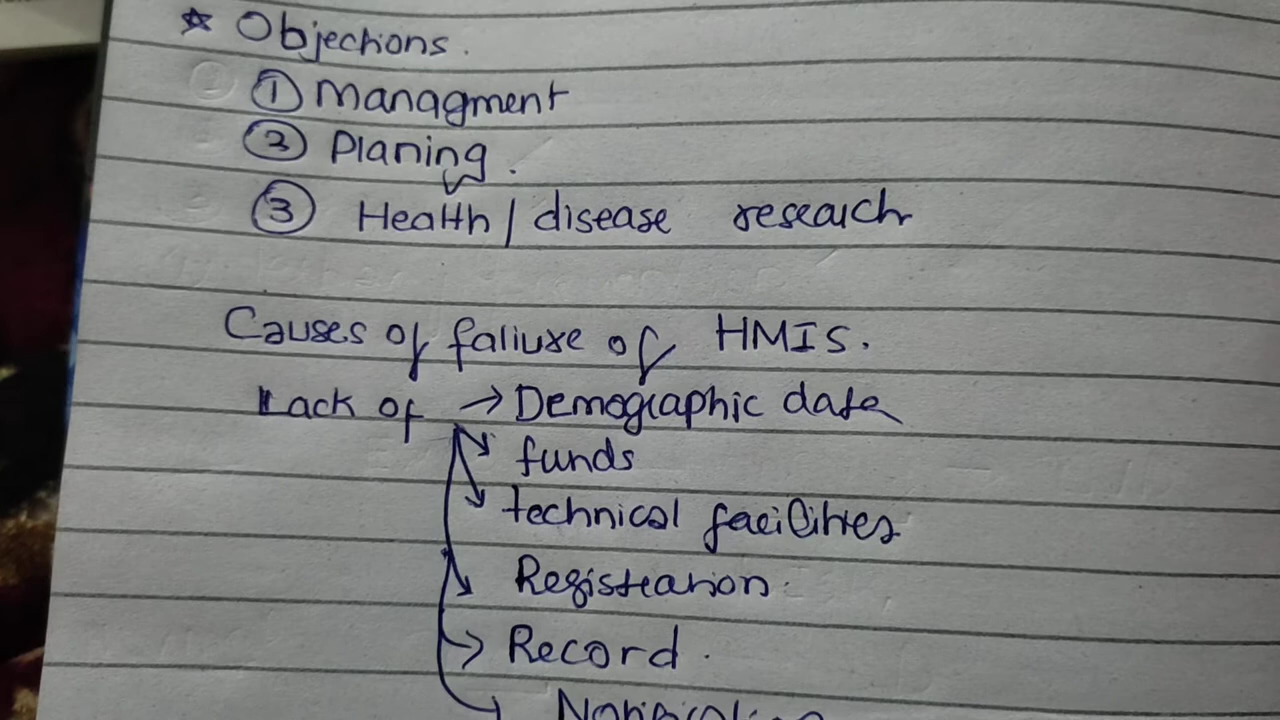 ☆ Objections.
① Managment
② Planing.
③ Health / disease research
Causes of faliure of HMIS.
Lack of → Demographic data
funds
technical facilities
Registration.
Record.